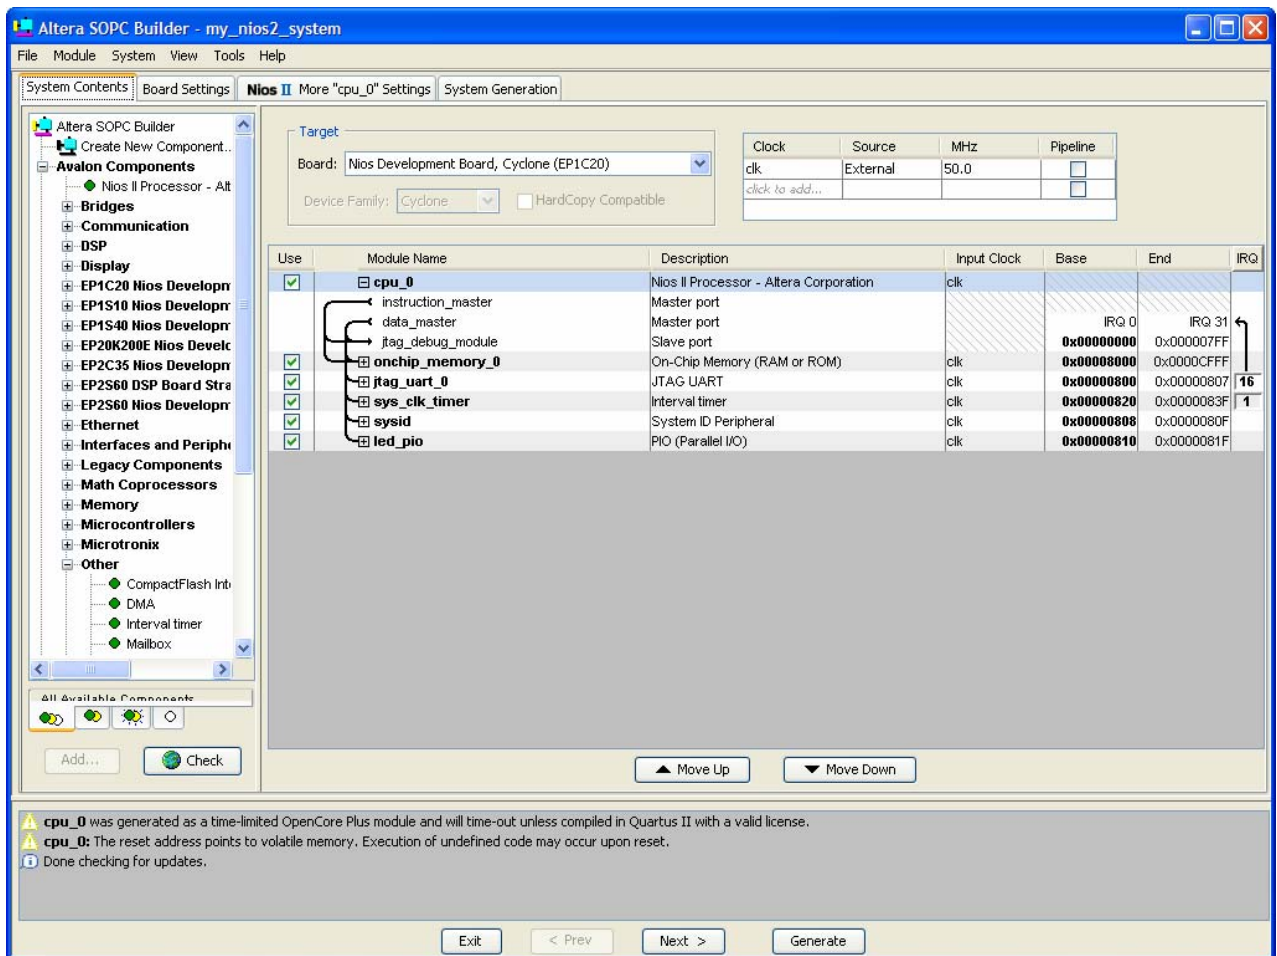 Altera SOPC Builder - my_nios2_system
File Module System View Tools Help
System Contents Board Settings Nios II More "cpu_0" Settings System Generation
Altera SOPC Builder
Create New Component..
Avalon Components
Nios II Processor - Alt
Bridges
Communication
DSP
Display
EP1C20 Nios Developm
EP1S10 Nios Developm
EP1S40 Nios Developm
EP20K200E Nios Develo
EP2C35 Nios Developm
EP2S60 DSP Board Stra
EP2S60 Nios Developm
Ethernet
Interfaces and Periphe
Legacy Components
Math Coprocessors
Memory
Microcontrollers
Microtronix
Other
CompactFlash Int
DMA
Interval timer
Mailbox
All Available Components
Add...
Check
Target
Board: Nios Development Board, Cyclone (EP1C20)
Device Family: Cyclone HardCopy Compatible
Clock Source MHz Pipeline
clk External 50.0
click to add...
Use Module Name Description Input Clock Base End IRQ
cpu_0 Nios II Processor - Altera Corporation clk
instruction_master Master port
data_master Master port IRQ 0 IRQ 31
jtag_debug_module Slave port 0x00000000 0x000007FF
onchip_memory_0 On-Chip Memory (RAM or ROM) clk 0x00008000 0x0000CFFF
jtag_uart_0 JTAG UART clk 0x00000800 0x00000807 16
sys_clk_timer Interval timer clk 0x00000820 0x0000083F 1
sysid System ID Peripheral clk 0x00000808 0x0000080F
led_pio PIO (Parallel I/O) clk 0x00000810 0x0000081F
Move Up Move Down
cpu_0 was generated as a time-limited OpenCore Plus module and will time-out unless compiled in Quartus II with a valid license.
cpu_0: The reset address points to volatile memory. Execution of undefined code may occur upon reset.
Done checking for updates.
Exit < Prev Next > Generate